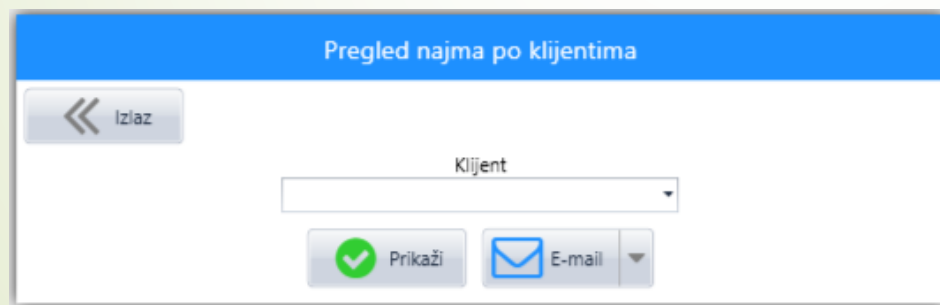 Pregled najma po klijentima
Izlaz
Klijent
Prikaži
E-mail